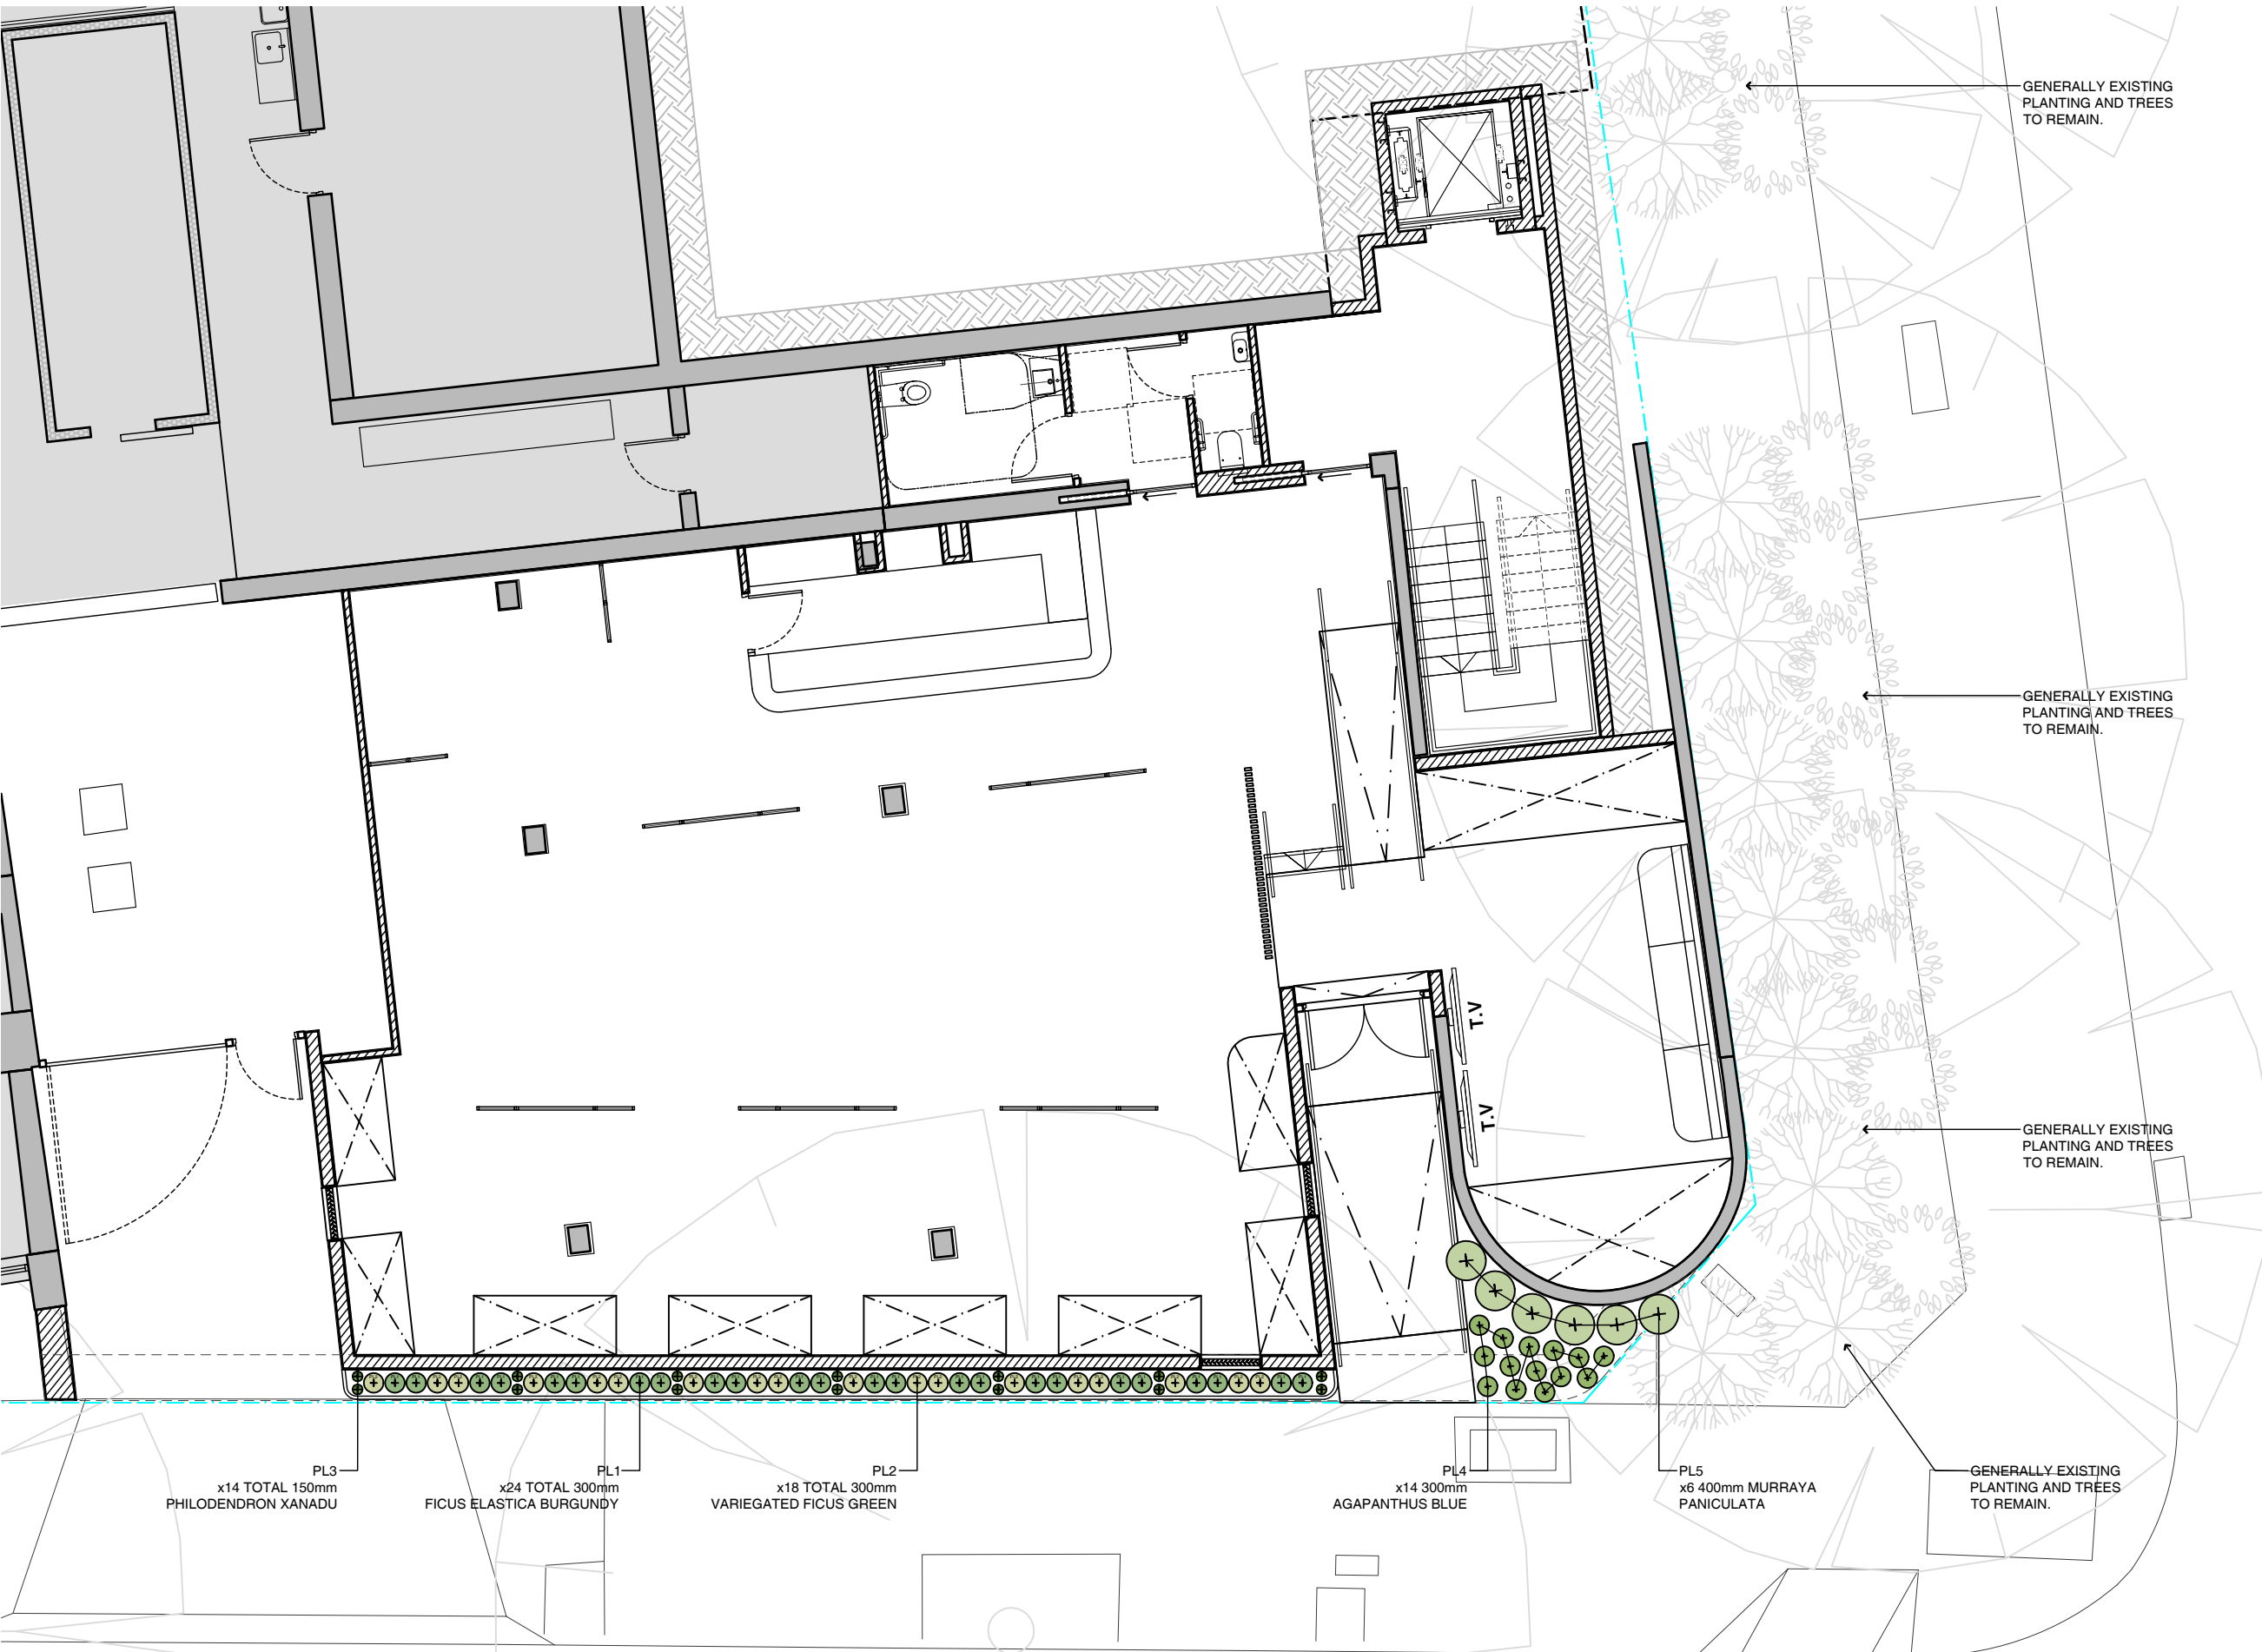 GENERALLY EXISTING
PLANTING AND TREES
TO REMAIN.
GENERALLY EXISTING
PLANTING AND TREES
TO REMAIN.
T.V
T.V
GENERALLY EXISTING
PLANTING AND TREES
TO REMAIN.
PL3
x14 TOTAL 150mm
PHILODENDRON XANADU
PL1
x24 TOTAL 300mm
FICUS ELASTICA BURGUNDY
PL2
x18 TOTAL 300mm
VARIEGATED FICUS GREEN
PL4
x14 300mm
AGAPANTHUS BLUE
PL5
x6 400mm MURRAYA
PANICULATA
GENERALLY EXISTING
PLANTING AND TREES
TO REMAIN.